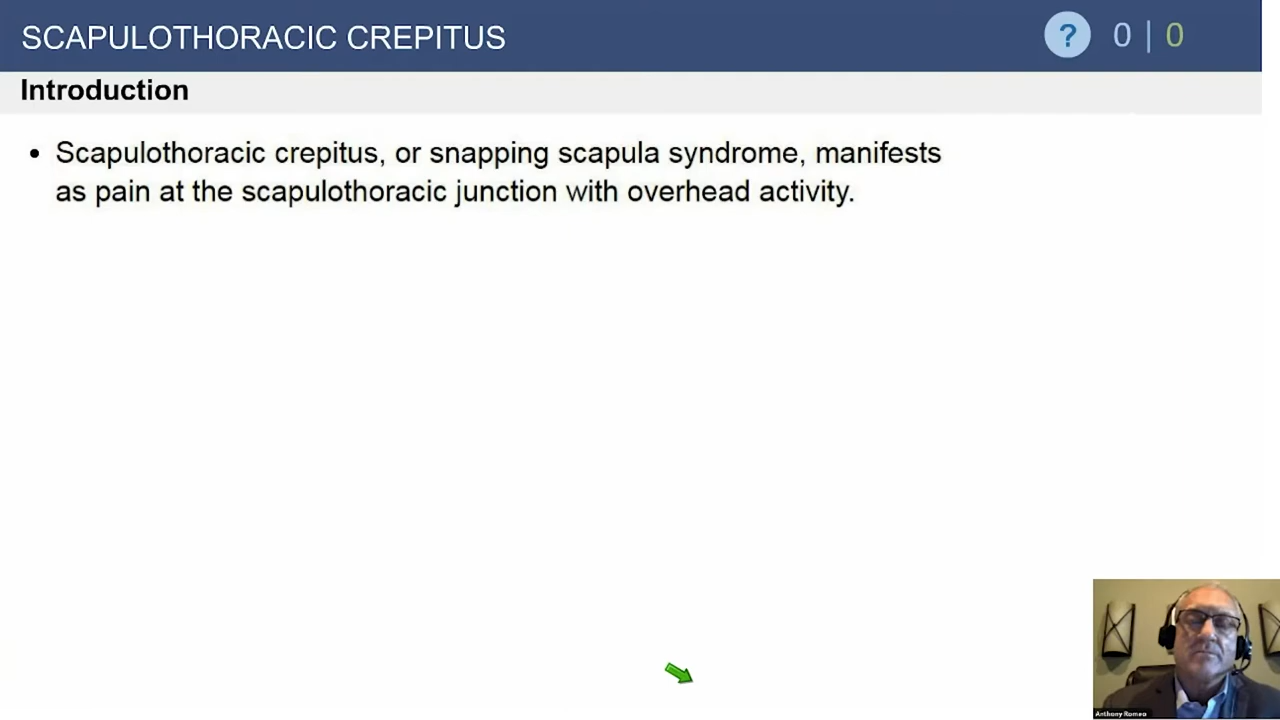 SCAPULOTHORACIC CREPITUS
? 0 | 0
Introduction
• Scapulothoracic crepitus, or snapping scapula syndrome, manifests
as pain at the scapulothoracic junction with overhead activity.
Anthony Romeo